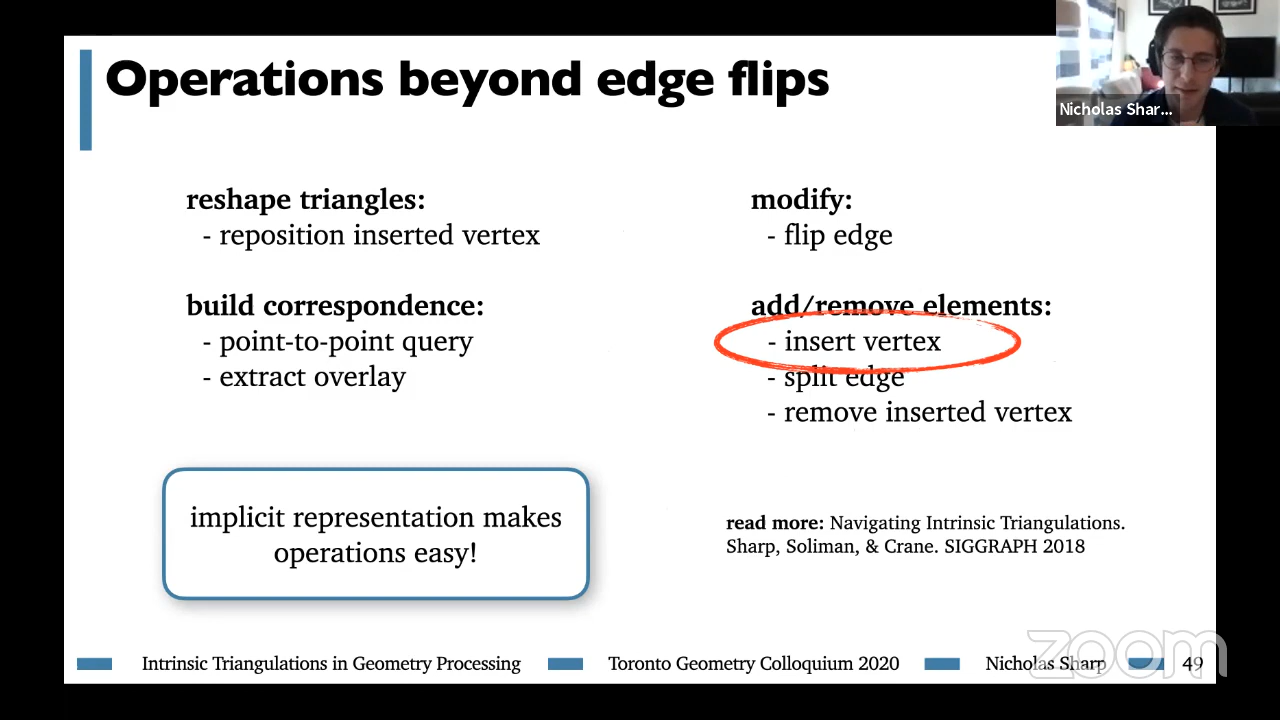 Operations beyond edge flips
Nicholas Shar...
reshape triangles:
- reposition inserted vertex
build correspondence:
- point-to-point query
- extract overlay
modify:
- flip edge
add/remove elements:
- insert vertex
- split edge
- remove inserted vertex
implicit representation makes
operations easy!
read more: Navigating Intrinsic Triangulations.
Sharp, Soliman, & Crane. SIGGRAPH 2018
Intrinsic Triangulations in Geometry Processing
Toronto Geometry Colloquium 2020
Nicholas Sharp
49
zoom